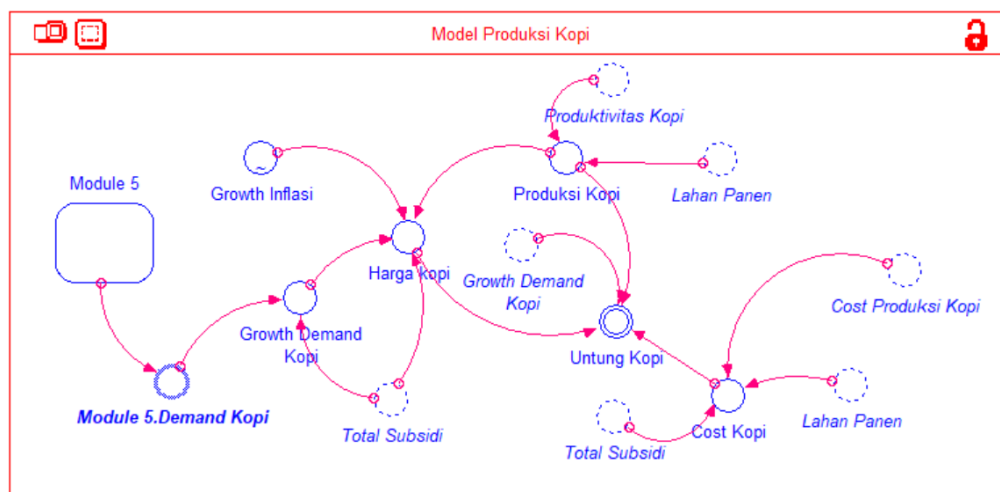 Model Produksi Kopi
Produktivitas Kopi
Module 5
Growth Inflasi
Produksi Kopi
Lahan Panen
Harga kopi
Growth Demand
Kopi
Cost Produksi Kopi
Growth Demand
Kopi
Untung Kopi
Module 5.Demand Kopi
Total Subsidi
Total Subsidi
Cost Kopi
Lahan Panen